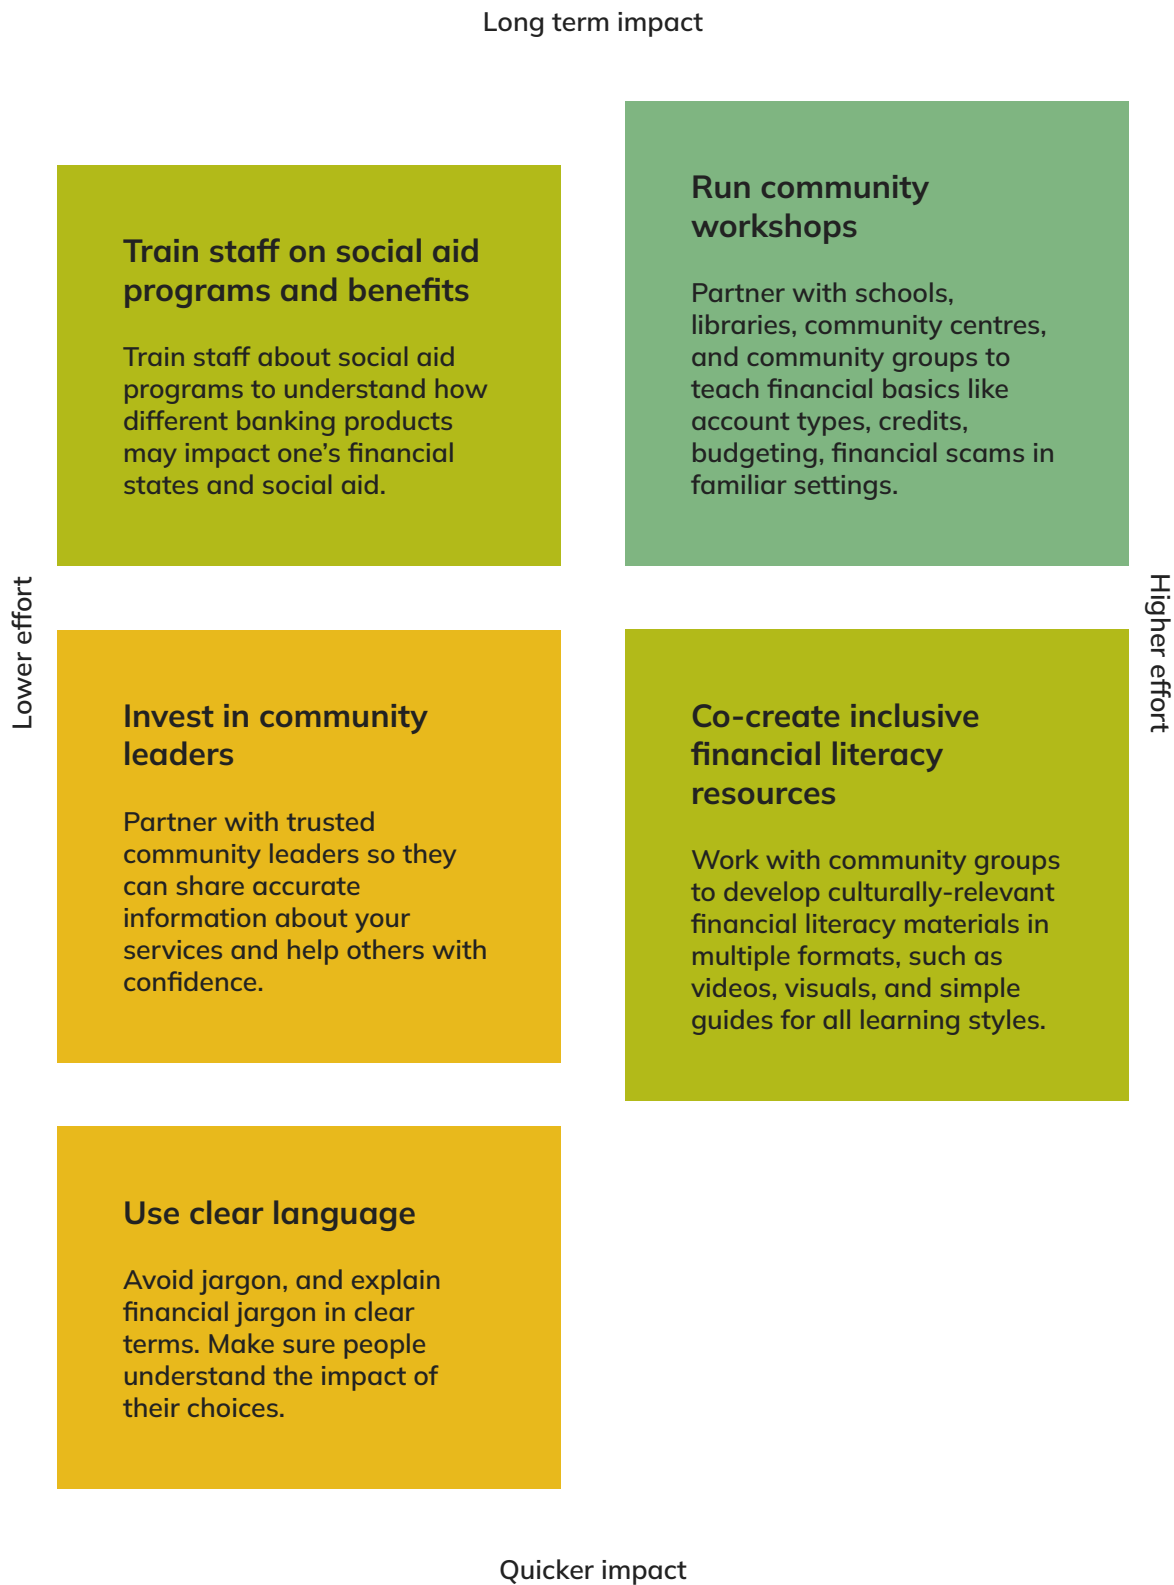 Long term impact
Train staff on social aid
programs and benefits
Train staff about social aid
programs to understand how
different banking products
may impact one’s financial
states and social aid.
Run community
workshops
Partner with schools,
libraries, community centres,
and community groups to
teach financial basics like
account types, credits,
budgeting, financial scams in
familiar settings.
Lower effort
Higher effort
Invest in community
leaders
Partner with trusted
community leaders so they
can share accurate
information about your
services and help others with
confidence.
Co-create inclusive
financial literacy
resources
Work with community groups
to develop culturally-relevant
financial literacy materials in
multiple formats, such as
videos, visuals, and simple
guides for all learning styles.
Use clear language
Avoid jargon, and explain
financial jargon in clear
terms. Make sure people
understand the impact of
their choices.
Quicker impact